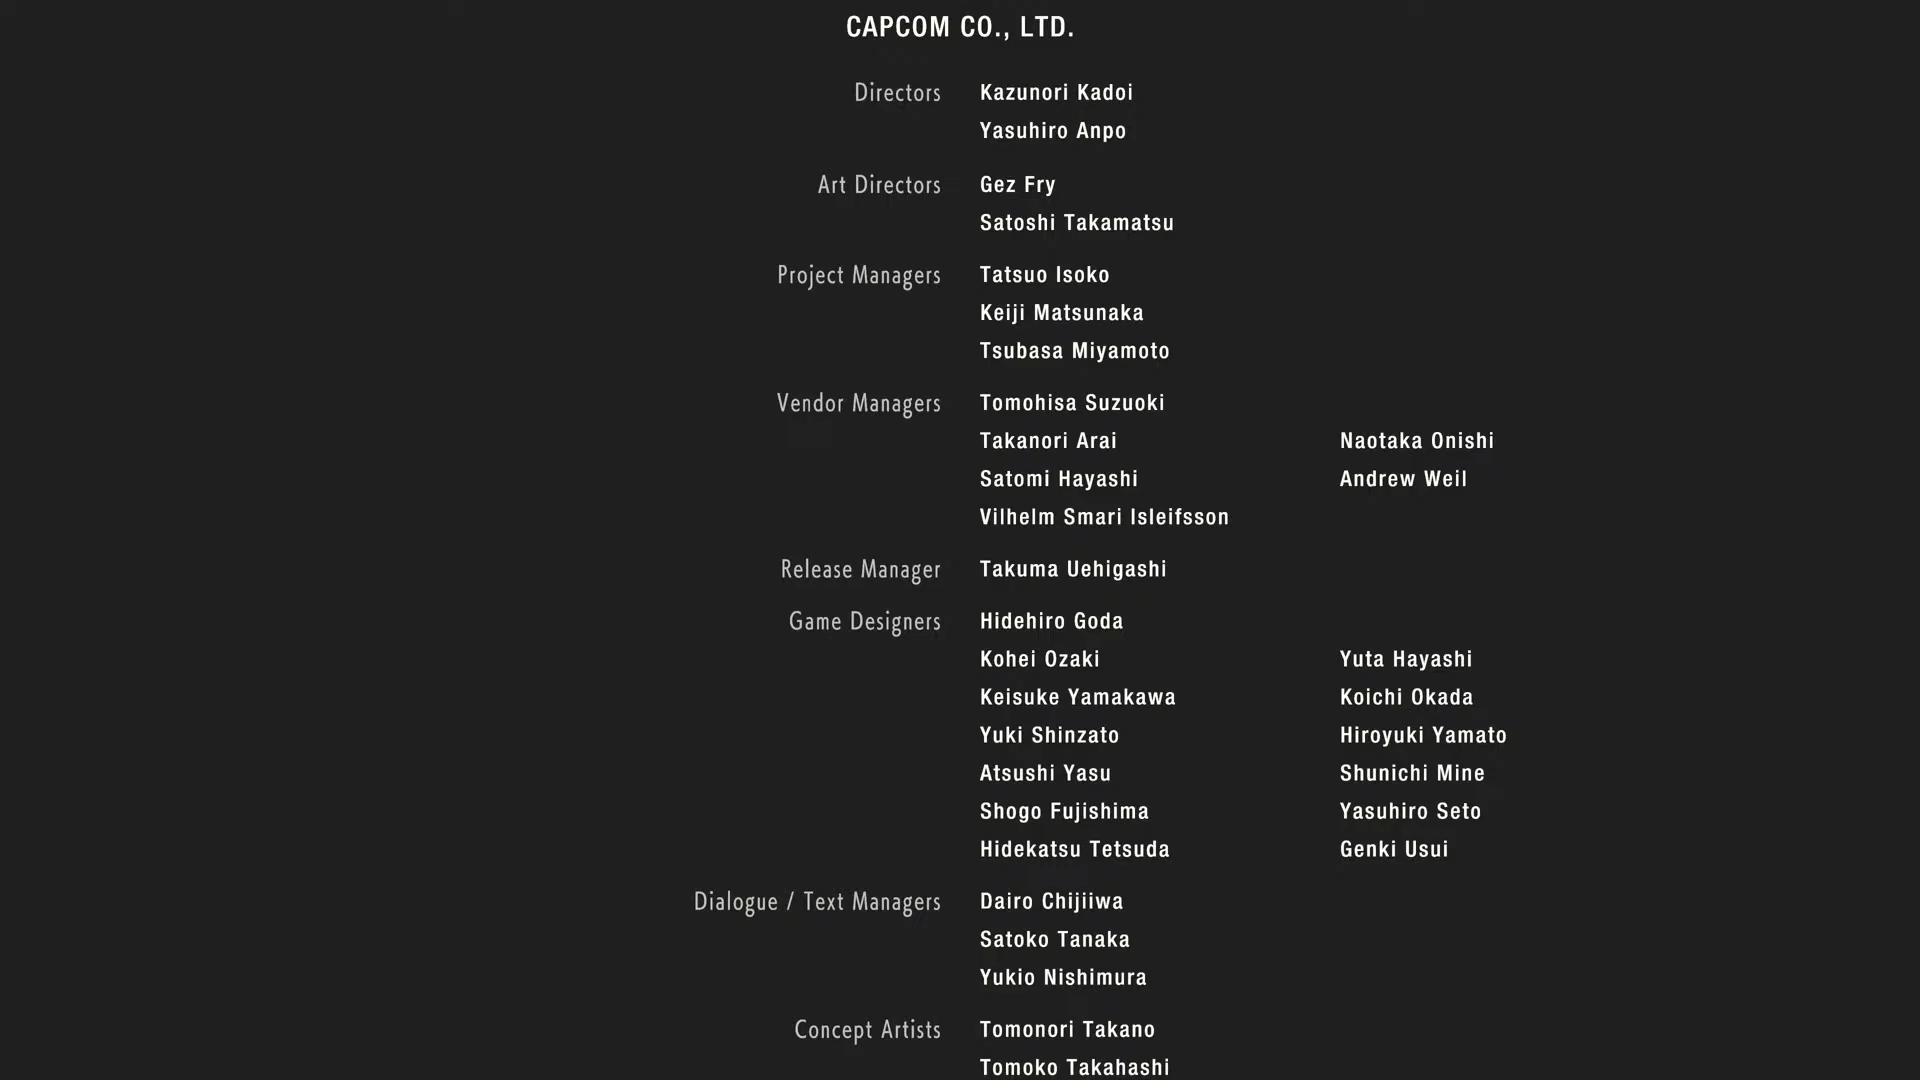 CAPCOM CO., LTD.
Directors Kazunori Kadoi
Yasuhiro Anpo
Art Directors Gez Fry
Satoshi Takamatsu
Project Managers Tatsuo Isoko
Keiji Matsunaka
Tsubasa Miyamoto
Vendor Managers Tomohisa Suzuoki
Takanori Arai Naotaka Onishi
Satomi Hayashi Andrew Weil
Vilhelm Smari Isleifsson
Release Manager Takuma Uehigashi
Game Designers Hidehiro Goda
Kohei Ozaki Yuta Hayashi
Keisuke Yamakawa Koichi Okada
Yuki Shinzato Hiroyuki Yamato
Atsushi Yasu Shunichi Mine
Shogo Fujishima Yasuhiro Seto
Hidekatsu Tetsuda Genki Usui
Dialogue / Text Managers Dairo Chijiiwa
Satoko Tanaka
Yukio Nishimura
Concept Artists Tomonori Takano
Tomoko Takahashi